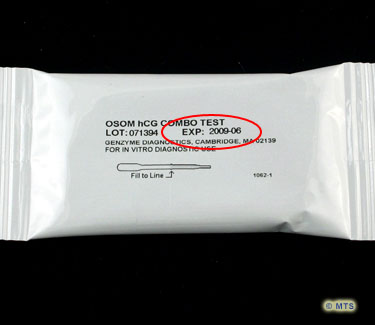 OSOM hCG COMBO TEST
LOT: 071394 EXP: 2009-06
GENZYME DIAGNOSTICS, CAMBRIDGE, MA 02139
FOR IN VITRO DIAGNOSTIC USE
Fill to Line
1062-1
© MTS